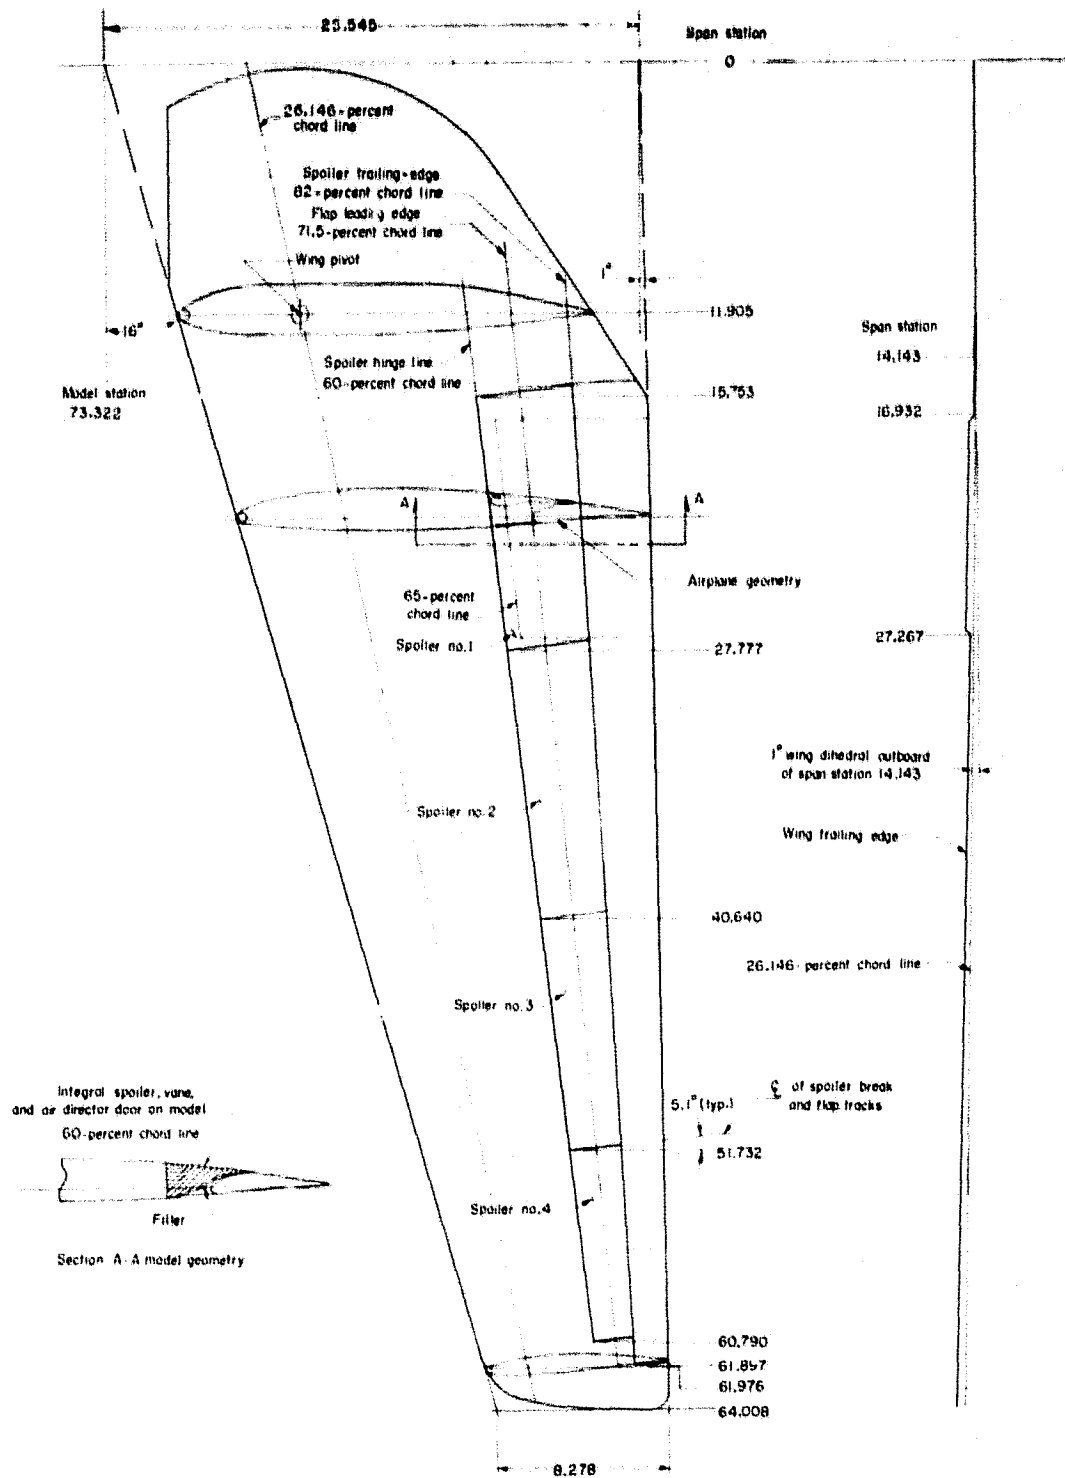 25.545
Span station
0
26.146-percent
chord line
Spoiler trailing-edge
82-percent chord line
Flap leading edge
71.5-percent chord line
Wing pivot
1°
11.905
Span station
14.143
16°
Spoiler hinge line
60-percent chord line
Model station
73.322
15.753
16.932
A
A
Airplane geometry
65-percent
chord line
Spoiler no.1
27.777
27.267
1° wing dihedral outboard
of span station 14.143
Spoiler no.2
Wing trailing edge
40.640
26.146-percent chord line
Spoiler no.3
Integral spoiler, vane,
and air director door on model
60-percent chord line
5.1° (typ.)
℄ of spoiler break
and flap tracks
51.732
Spoiler no.4
Filler
Section A-A model geometry
60.790
61.897
61.976
64.008
8.278